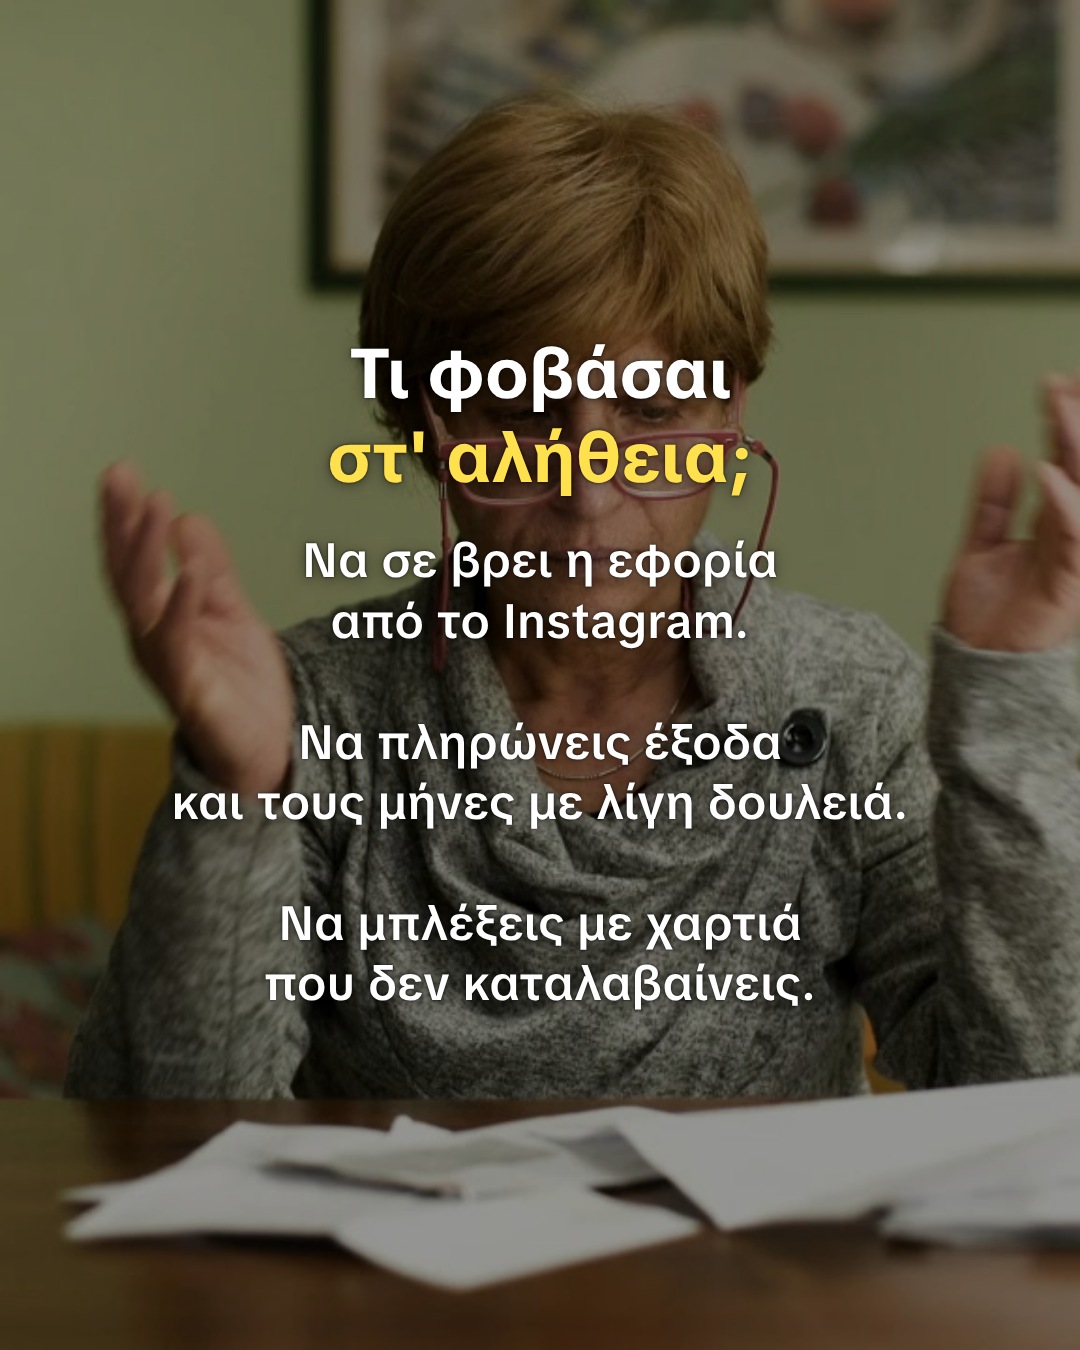 Τι φοβάσαι
στ' αλήθεια;
Να σε βρει η εφορία
από το Instagram.
Να πληρώνεις έξοδα
και τους μήνες με λίγη δουλειά.
Να μπλέξεις με χαρτιά
που δεν καταλαβαίνεις.